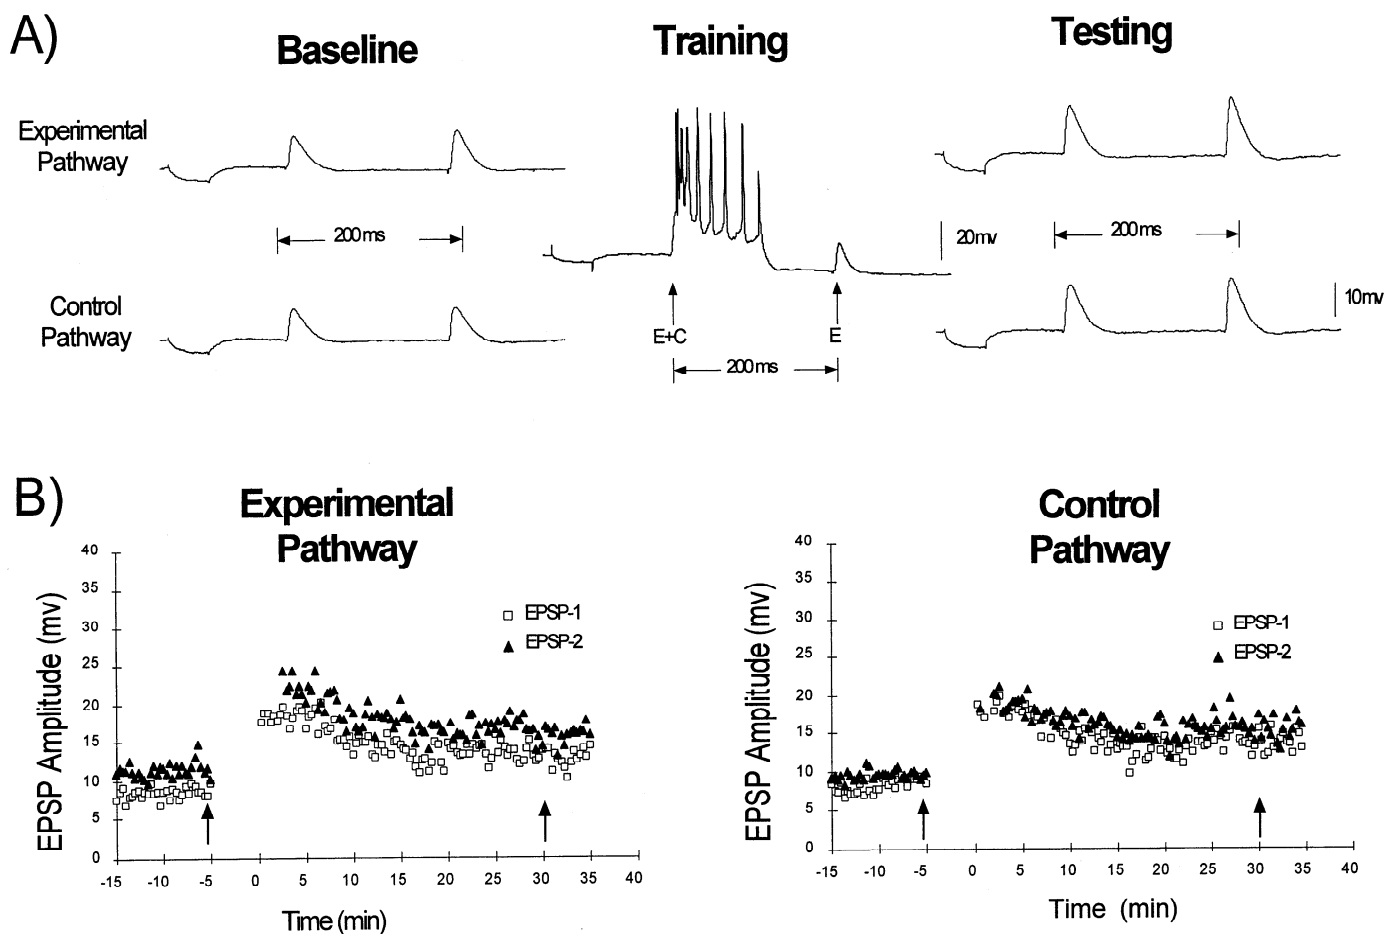 A)
Baseline
Training
Testing
Experimental
Pathway
200ms
20mv
200ms
Control
Pathway
10mv
E+C
E
200ms
B)
Experimental
Pathway
Control
Pathway
EPSP Amplitude (mv)
40
35
30
25
20
15
10
5
0
EPSP-1
EPSP-2
-15 -10 -5 0 5 10 15 20 25 30 35 40
Time (min)
EPSP Amplitude (mv)
40
35
30
25
20
15
10
5
0
EPSP-1
EPSP-2
-15 -10 -5 0 5 10 15 20 25 30 35 40
Time (min)